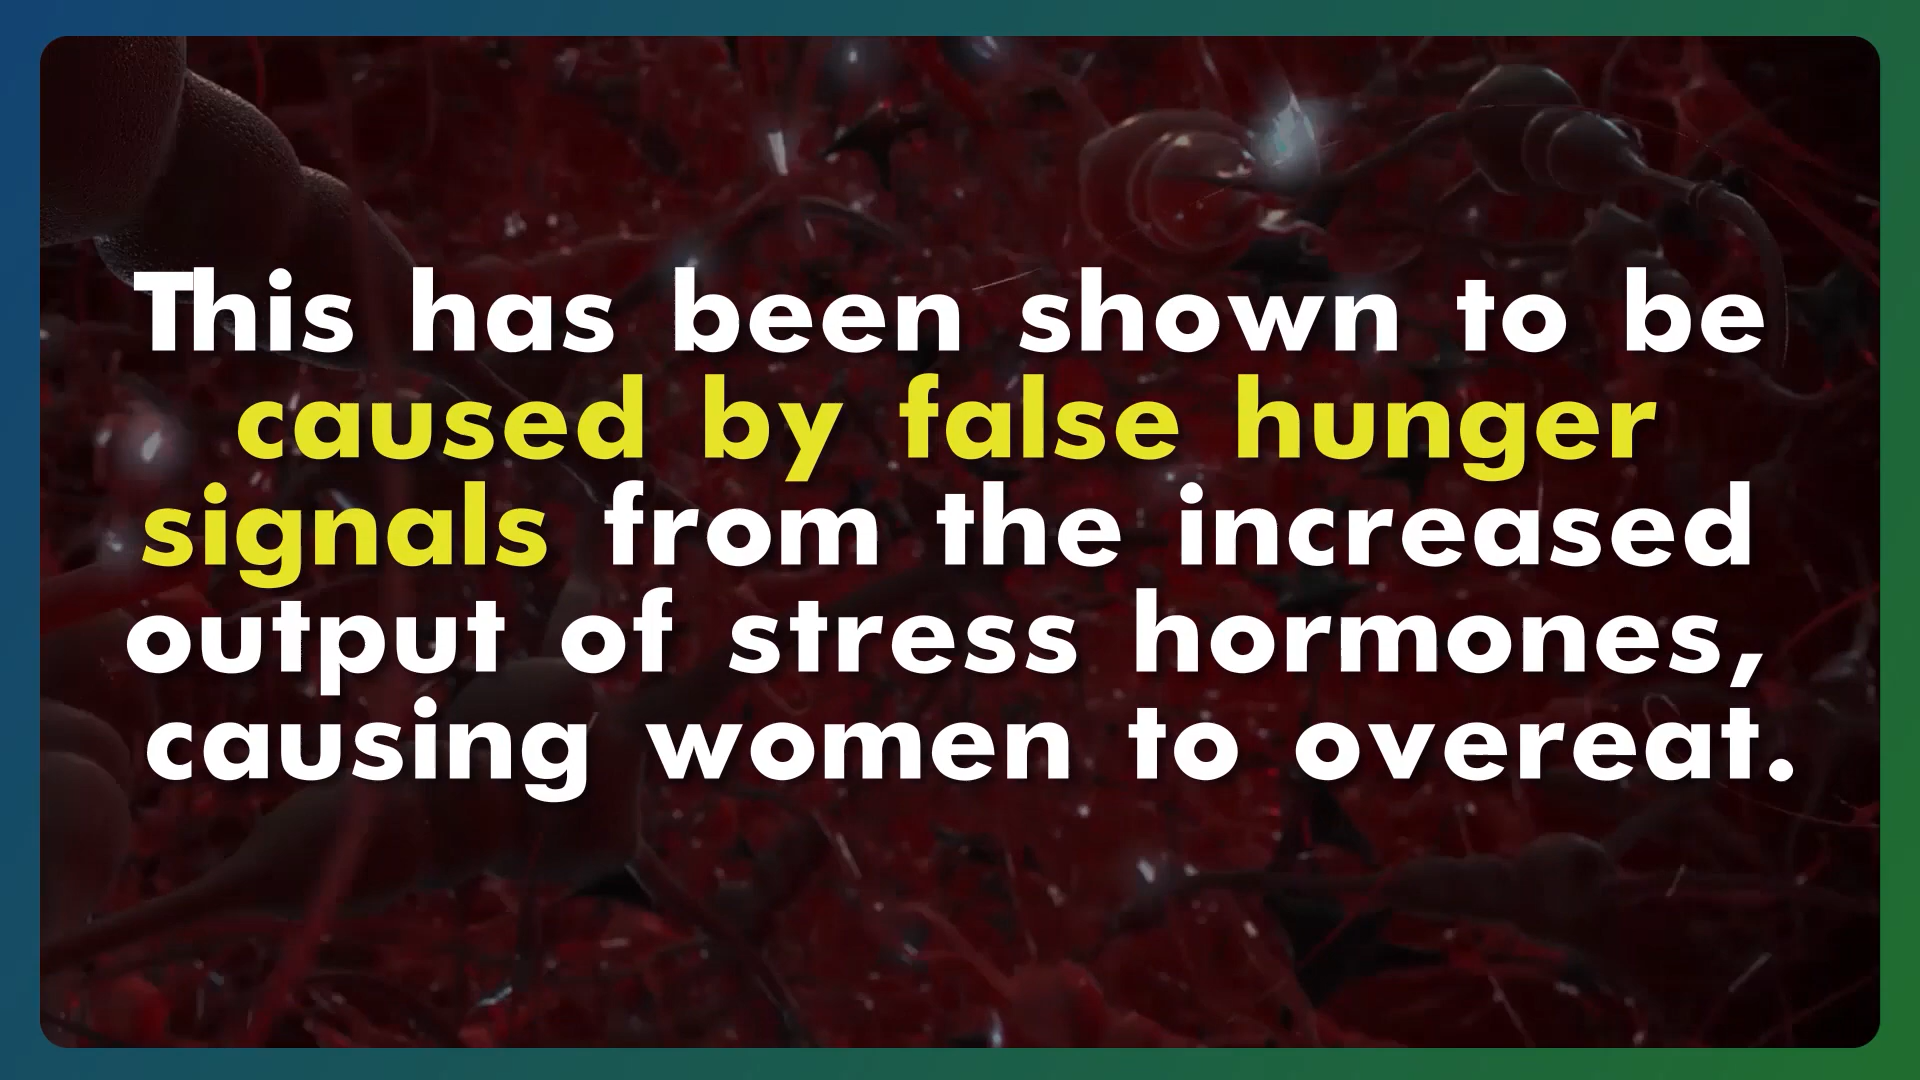 This has been shown to be
caused by false hunger
signals from the increased
output of stress hormones,
causing women to overeat.